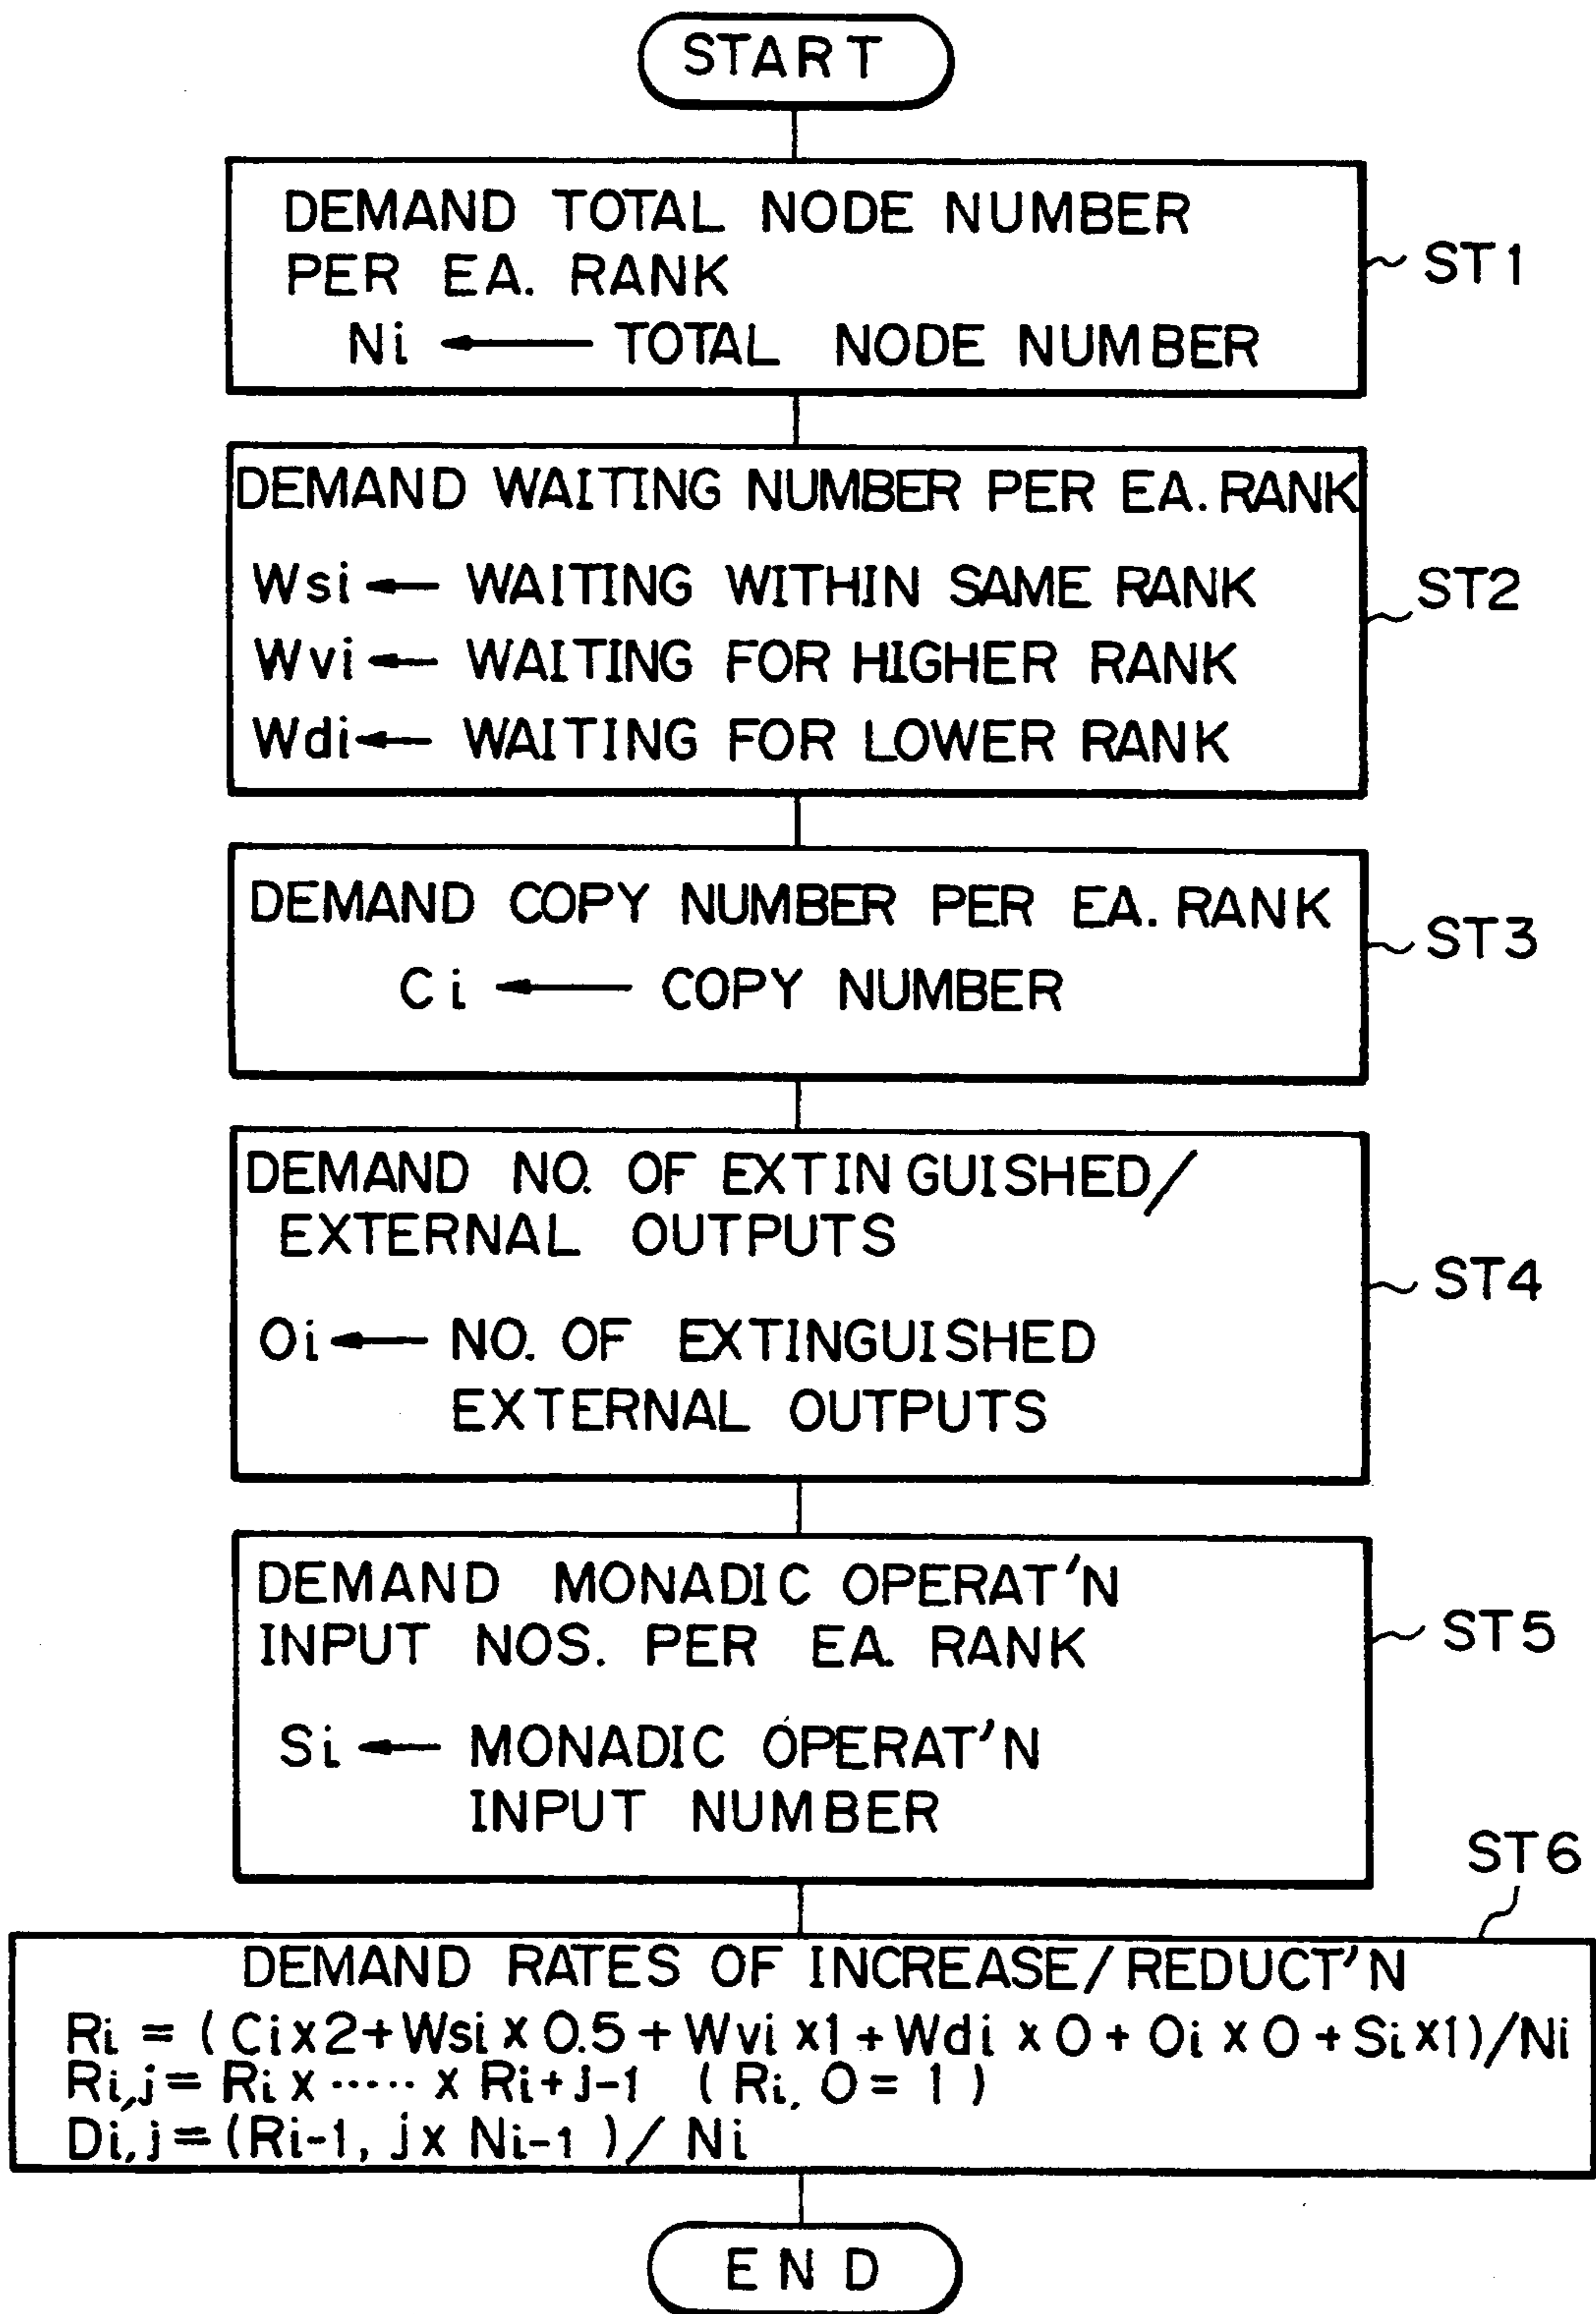 START
DEMAND TOTAL NODE NUMBER
PER EA. RANK
Ni ← TOTAL NODE NUMBER
ST1
DEMAND WAITING NUMBER PER EA. RANK
Wsi ← WAITING WITHIN SAME RANK
Wvi ← WAITING FOR HIGHER RANK
Wdi ← WAITING FOR LOWER RANK
ST2
DEMAND COPY NUMBER PER EA. RANK
Ci ← COPY NUMBER
ST3
DEMAND NO. OF EXTINGUISHED/
EXTERNAL OUTPUTS
Oi ← NO. OF EXTINGUISHED
EXTERNAL OUTPUTS
ST4
DEMAND MONADIC OPERAT'N
INPUT NOS. PER EA. RANK
Si ← MONADIC OPERAT'N
INPUT NUMBER
ST5
ST6
DEMAND RATES OF INCREASE/REDUCT'N
Ri = (Ci x 2 + Wsi x 0.5 + Wvi x 1 + Wdi x 0 + Oi x 0 + Si x 1)/Ni
Ri,j = Ri x ····· x Ri+j-1 (Ri, 0 = 1)
Di,j = (Ri-1, j x Ni-1)/Ni
END